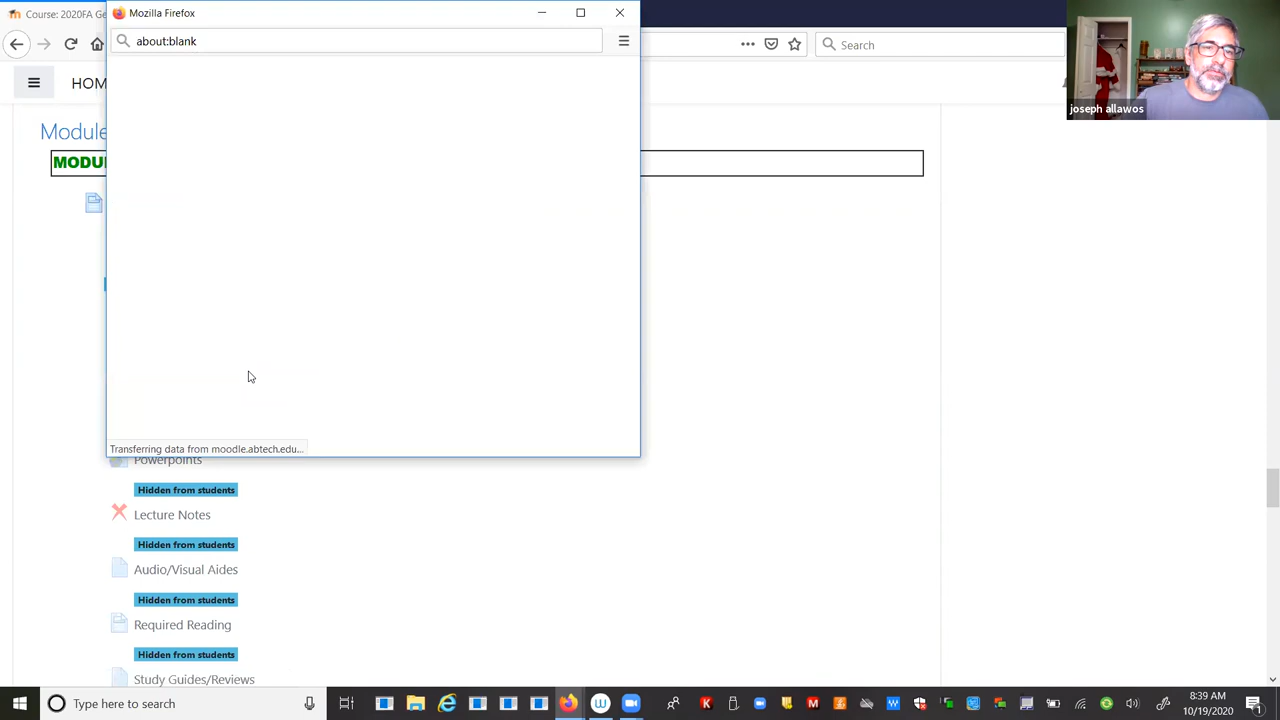 Course: 2020FA Ge
Mozilla Firefox
about:blank
Search
HOM
joseph allawos
Module
MODU
Transferring data from moodle.abtech.edu...
Powerpoints
Hidden from students
Lecture Notes
Hidden from students
Audio/Visual Aides
Hidden from students
Required Reading
Hidden from students
Study Guides/Reviews
Type here to search
8:39 AM
10/19/2020